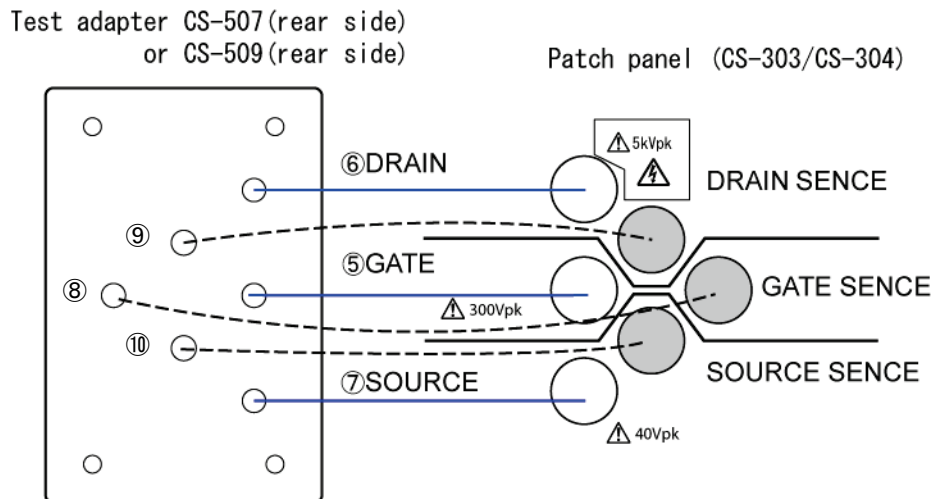 Test adapter CS-507(rear side)
or CS-509(rear side)
Patch panel (CS-303/CS-304)
⚠ 5kVpk
⑥DRAIN
DRAIN SENCE
⑨
⑤GATE
⑧
GATE SENCE
⚠ 300Vpk
⑩
SOURCE SENCE
⑦SOURCE
⚠ 40Vpk